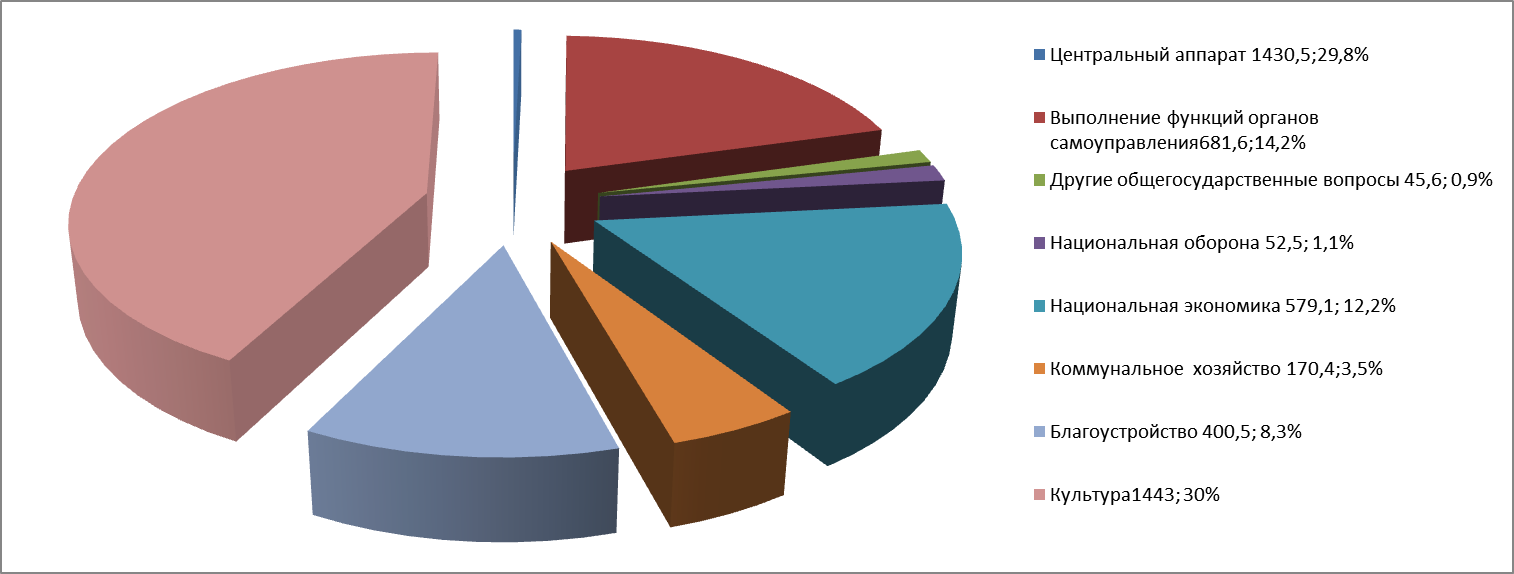 Центральный аппарат 1430,5;29,8%
Выполнение функций органов
самоуправления681,6;14,2%
Другие общегосударственные вопросы 45,6; 0,9%
Национальная оборона 52,5; 1,1%
Национальная экономика 579,1; 12,2%
Коммунальное  хозяйство 170,4;3,5%
Благоустройство 400,5; 8,3%
Культура1443; 30%